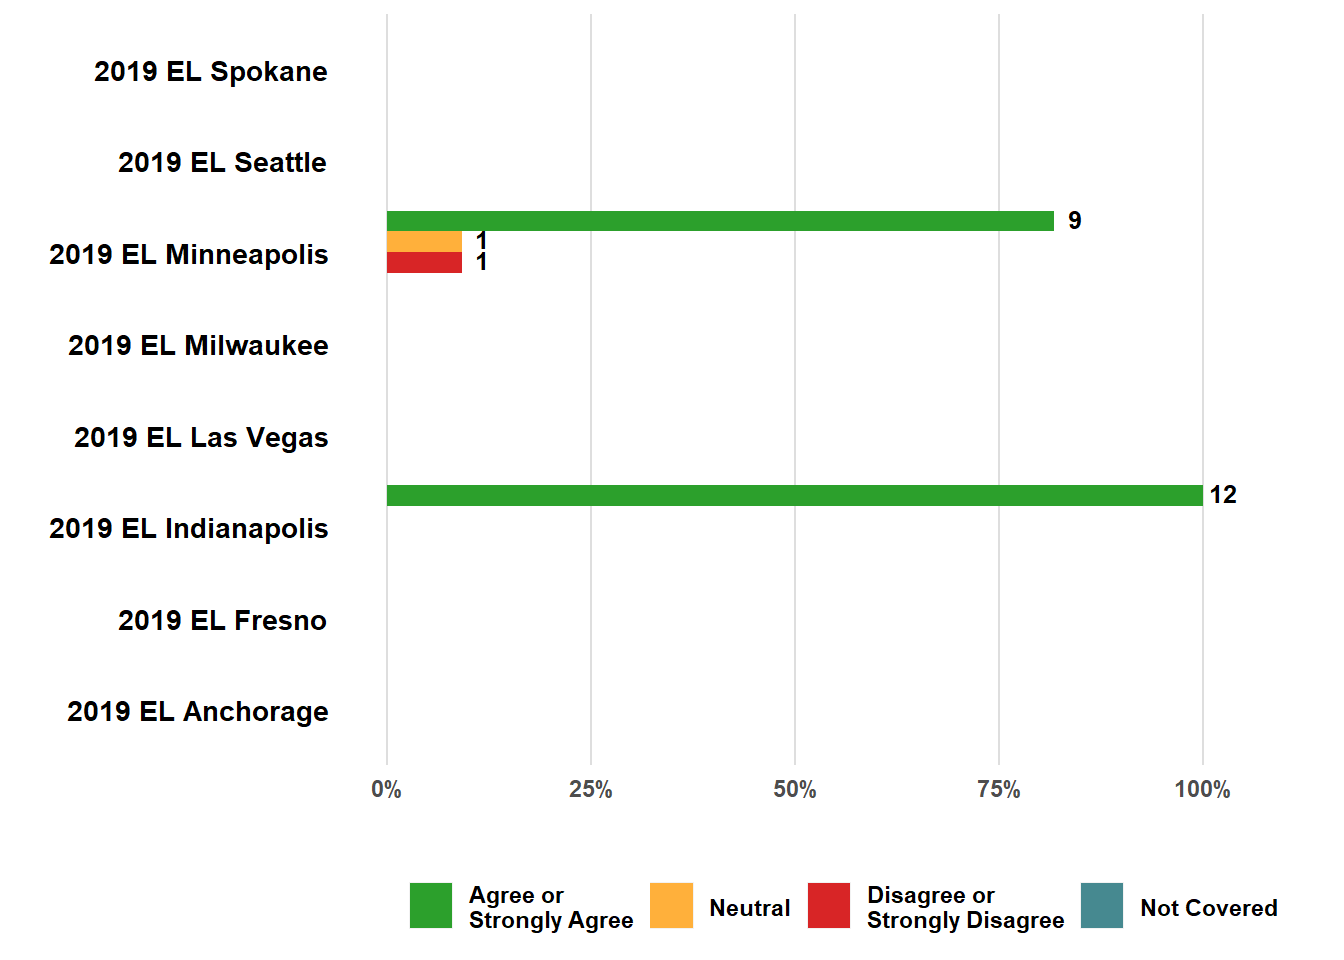 2019 EL Spokane
2019 EL Seattle
9
1
2019 EL Minneapolis
1
2019 EL Milwaukee
2019 EL Las Vegas
12
2019 EL Indianapolis
2019 EL Fresno
2019 EL Anchorage
0% 25% 50% 75% 100%
Agree or
Strongly Agree
Neutral
Disagree or
Strongly Disagree
Not Covered